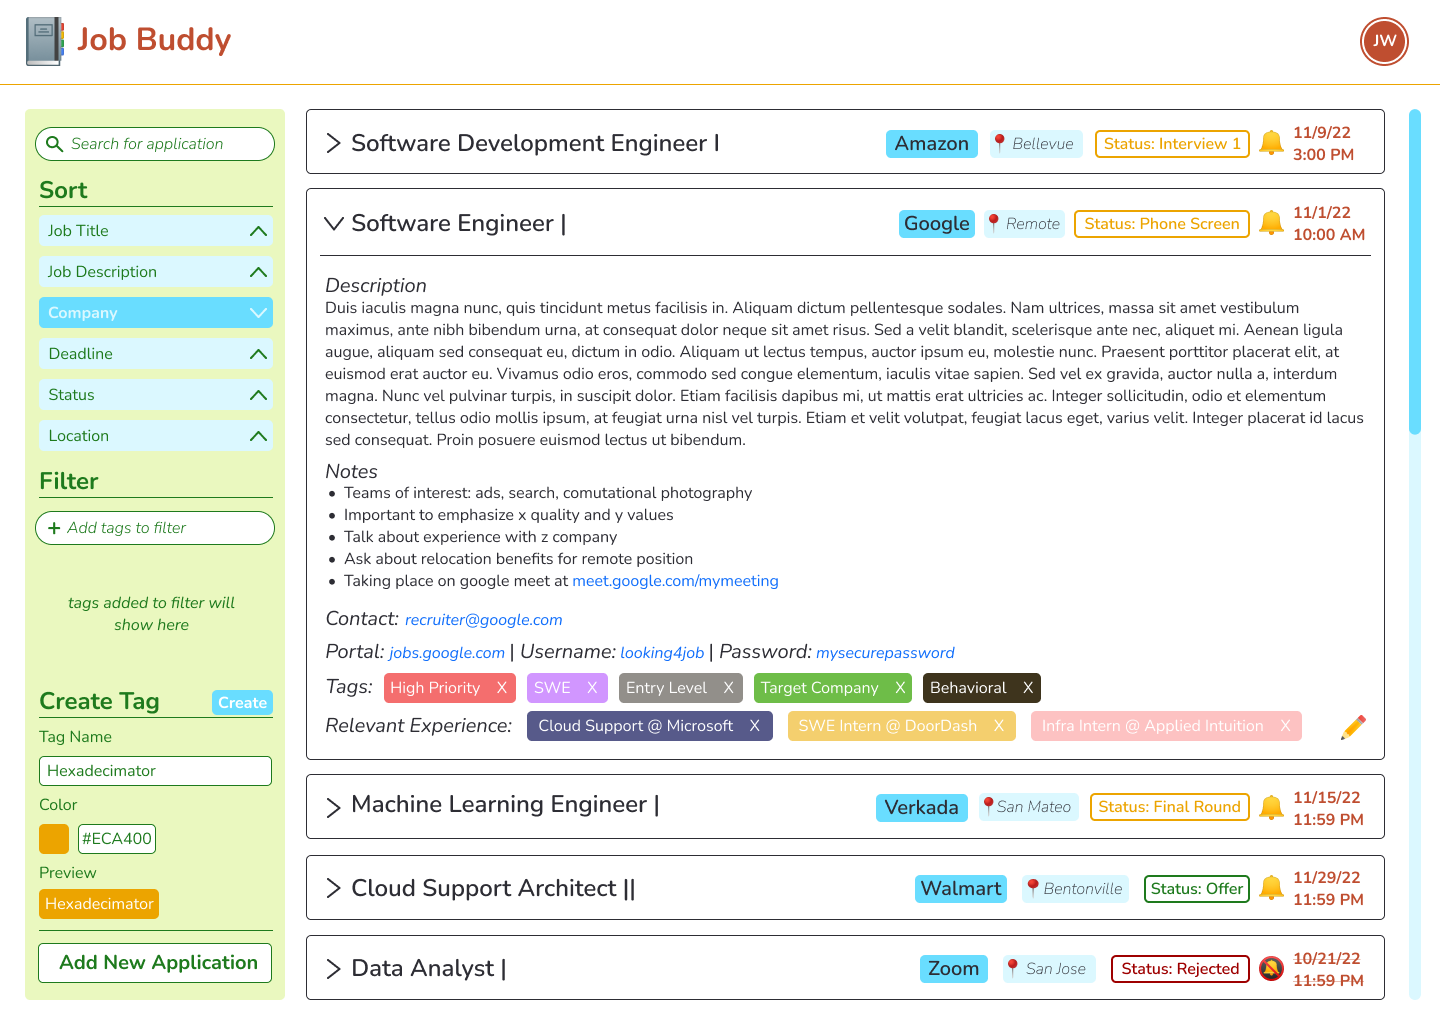 Job Buddy
JW
Search for application
Sort
Job Title
Job Description
Company
Deadline
Status
Location
Filter
+ Add tags to filter
tags added to filter will
show here
Create Tag Create
Tag Name
Hexadecimator
Color
#ECA400
Preview
Hexadecimator
Add New Application
Software Development Engineer I Amazon Bellevue Status: Interview 1 11/9/22
3:00 PM
Software Engineer | Google Remote Status: Phone Screen 11/1/22
10:00 AM
Description
Duis iaculis magna nunc, quis tincidunt metus facilisis in. Aliquam dictum pellentesque sodales. Nam ultrices, massa sit amet vestibulum
maximus, ante nibh bibendum urna, at consequat dolor neque sit amet risus. Sed a velit blandit, scelerisque ante nec, aliquet mi. Aenean ligula
augue, aliquam sed consequat eu, dictum in odio. Aliquam ut lectus tempus, auctor ipsum eu, molestie nunc. Praesent porttitor placerat elit, at
euismod erat auctor eu. Vivamus odio eros, commodo sed congue elementum, iaculis vitae sapien. Sed vel ex gravida, auctor nulla a, interdum
magna. Nunc vel pulvinar turpis, in suscipit dolor. Etiam facilisis dapibus mi, ut mattis erat ultricies ac. Integer sollicitudin, odio et elementum
consectetur, tellus odio mollis ipsum, at feugiat urna nisl vel turpis. Etiam et velit volutpat, feugiat lacus eget, varius velit. Integer placerat id lacus
sed consequat. Proin posuere euismod lectus ut bibendum.
Notes
• Teams of interest: ads, search, comutational photography
• Important to emphasize x quality and y values
• Talk about experience with z company
• Ask about relocation benefits for remote position
• Taking place on google meet at meet.google.com/mymeeting
Contact: recruiter@google.com
Portal: jobs.google.com | Username: looking4job | Password: mysecurepassword
Tags: High Priority X SWE X Entry Level X Target Company X Behavioral X
Relevant Experience: Cloud Support @ Microsoft X SWE Intern @ DoorDash X Infra Intern @ Applied Intuition X
Machine Learning Engineer | Verkada San Mateo Status: Final Round 11/15/22
11:59 PM
Cloud Support Architect || Walmart Bentonville Status: Offer 11/29/22
11:59 PM
Data Analyst | Zoom San Jose Status: Rejected 10/21/22
11:59 PM